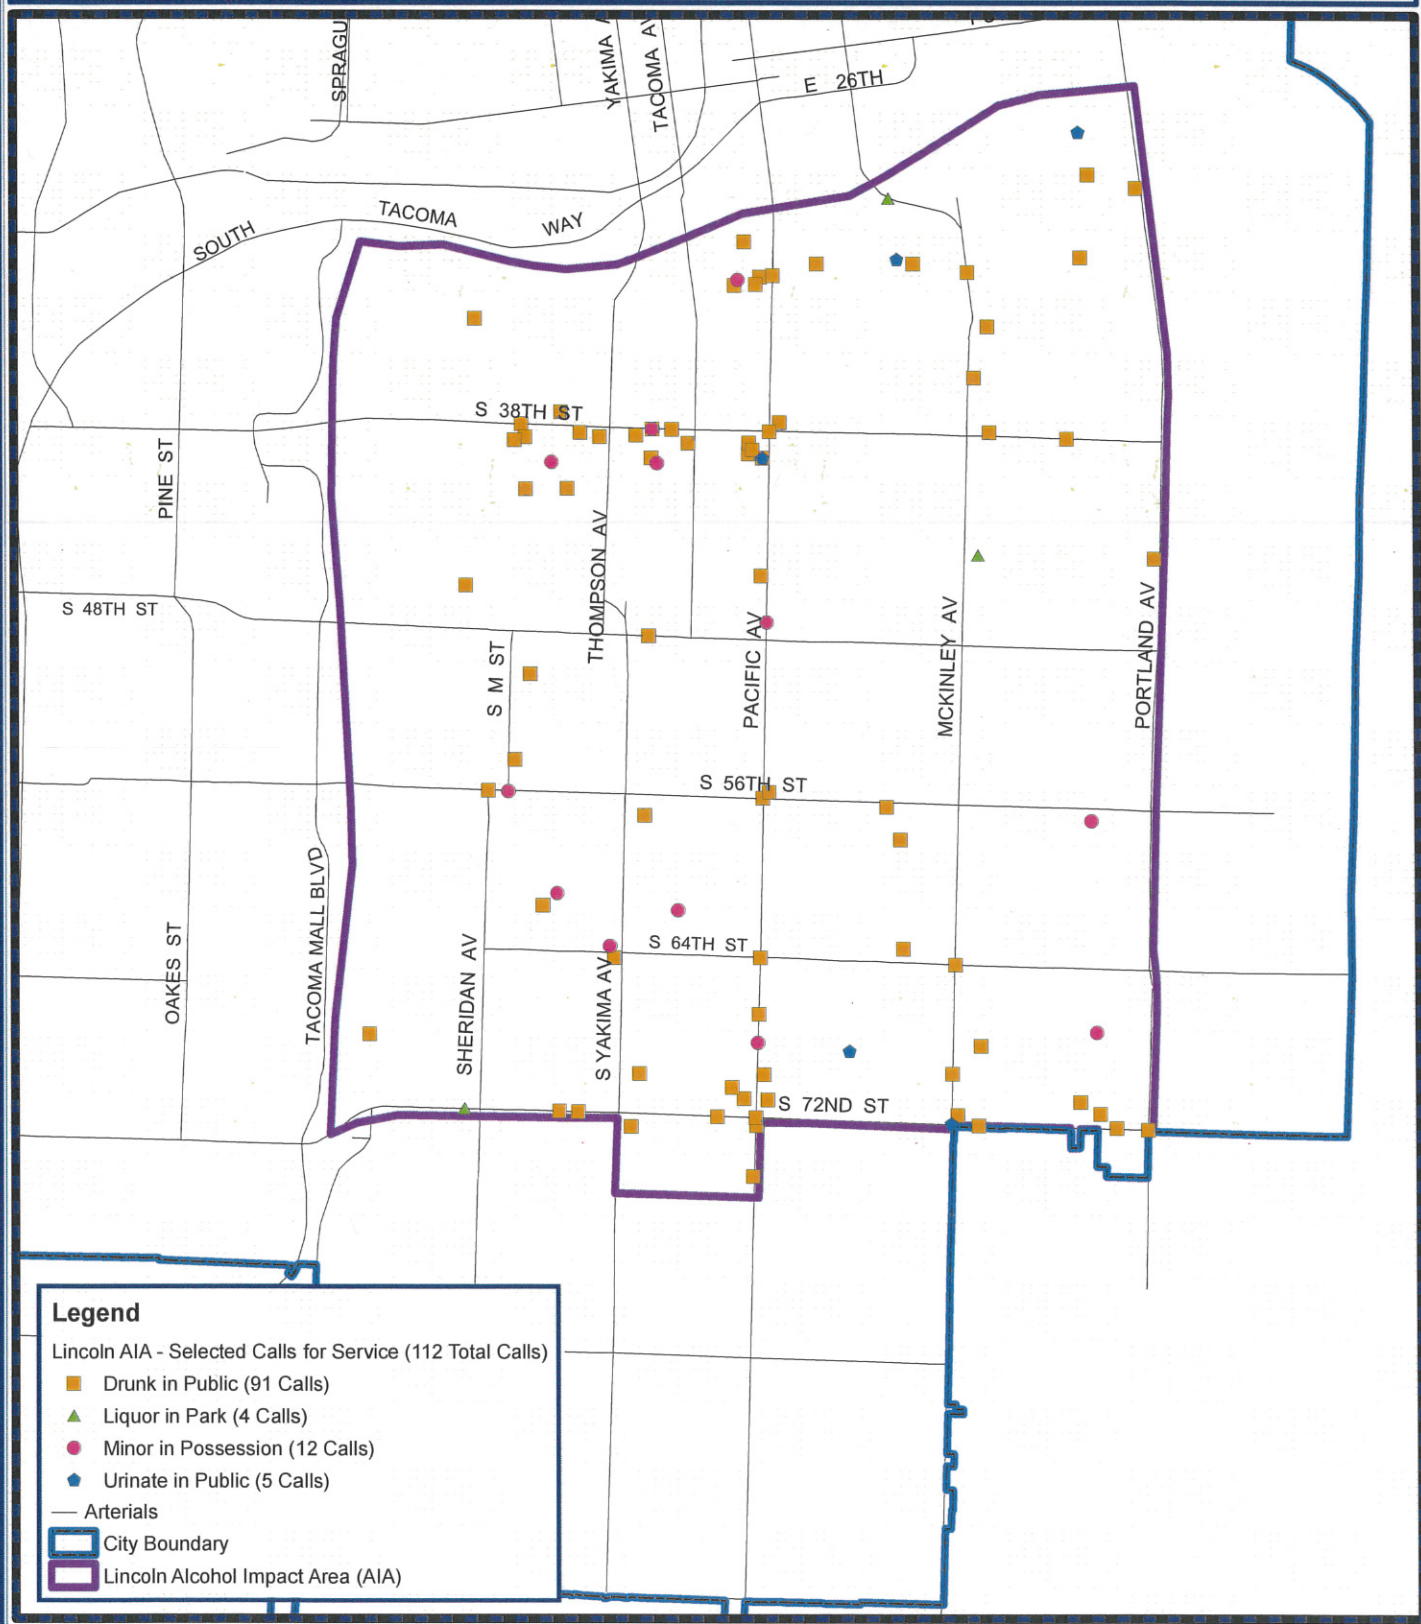 SPRAGU
YAKIMA A
TACOMA AV
E 26TH
SOUTH
TACOMA
WAY
S 38TH ST
PINE ST
THOMPSON AV
S 48TH ST
S M ST
PACIFIC AV
MCKINLEY AV
PORTLAND AV
S 56TH ST
TACOMA MALL BLVD
OAKES ST
SHERIDAN AV
S YAKIMA AV
S 64TH ST
S 72ND ST
Legend
Lincoln AIA - Selected Calls for Service (112 Total Calls)
Drunk in Public (91 Calls)
Liquor in Park (4 Calls)
Minor in Possession (12 Calls)
Urinate in Public (5 Calls)
Arterials
City Boundary
Lincoln Alcohol Impact Area (AIA)